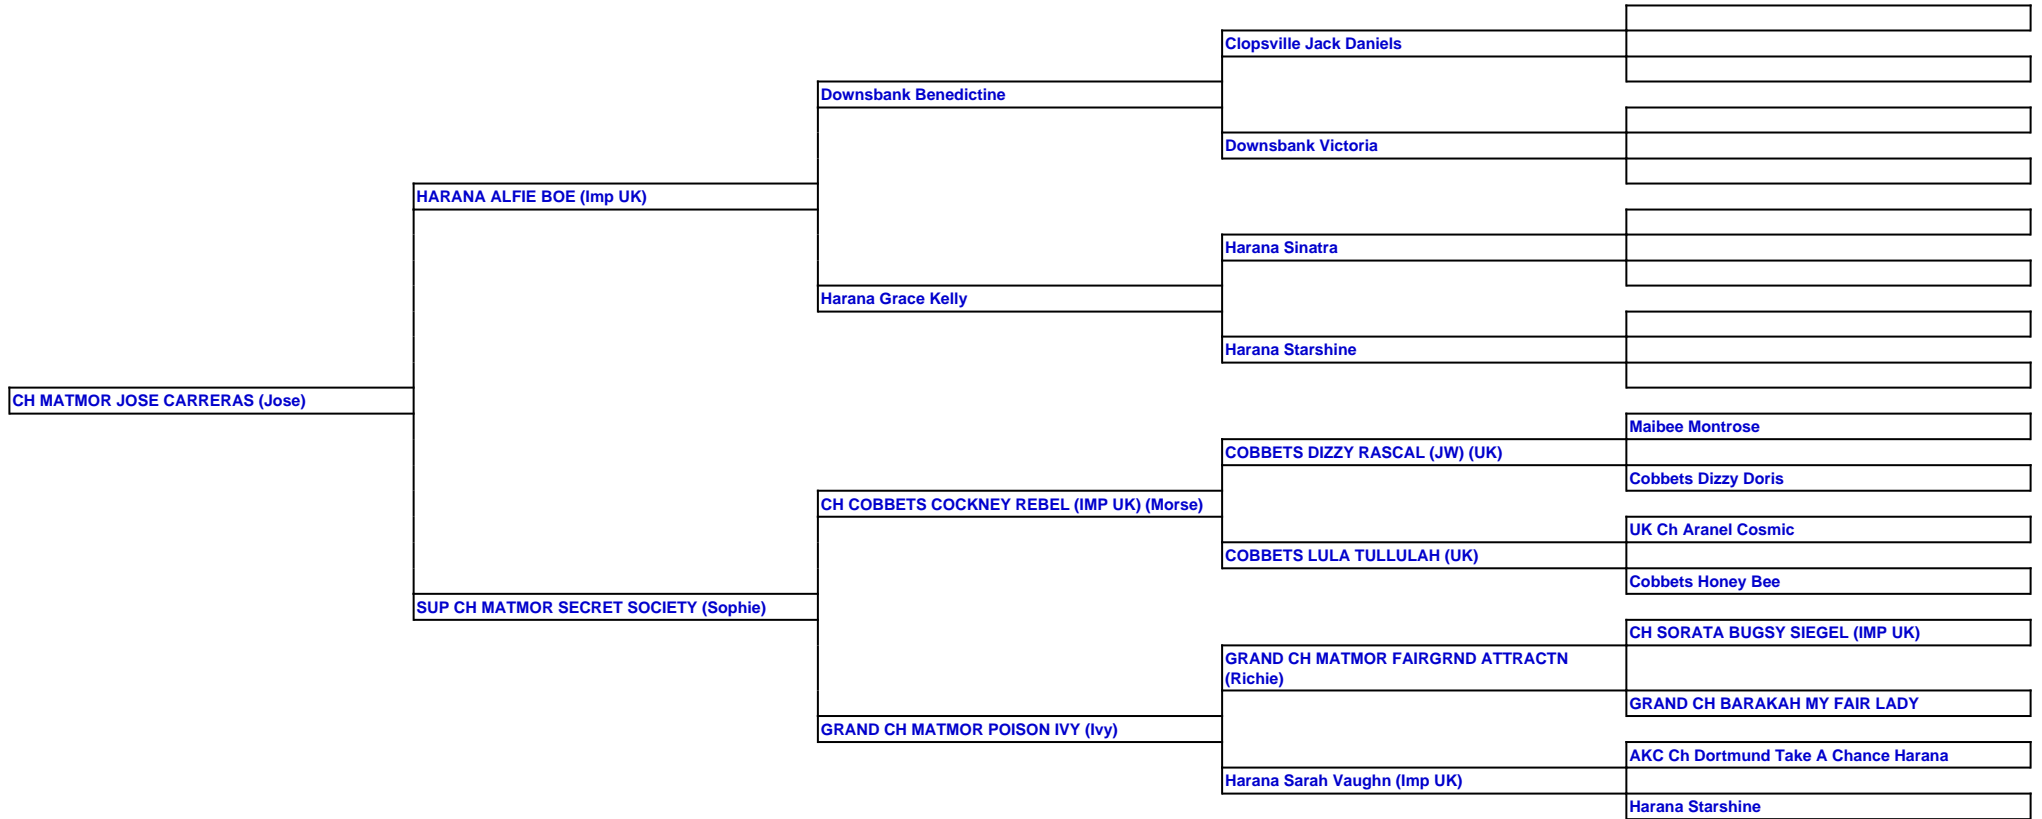 Clopsville Jack Daniels
Downsbank Benedictine
Downsbank Victoria
HARANA ALFIE BOE (Imp UK)
Harana Sinatra
Harana Grace Kelly
Harana Starshine
CH MATMOR JOSE CARRERAS (Jose)
Maibee Montrose
COBBETS DIZZY RASCAL (JW) (UK)
Cobbets Dizzy Doris
CH COBBETS COCKNEY REBEL (IMP UK) (Morse)
UK Ch Aranel Cosmic
COBBETS LULA TULLULAH (UK)
Cobbets Honey Bee
SUP CH MATMOR SECRET SOCIETY (Sophie)
CH SORATA BUGSY SIEGEL (IMP UK)
GRAND CH MATMOR FAIRGRND ATTRACTN
(Richie)
GRAND CH BARAKAH MY FAIR LADY
GRAND CH MATMOR POISON IVY (Ivy)
AKC Ch Dortmund Take A Chance Harana
Harana Sarah Vaughn (Imp UK)
Harana Starshine